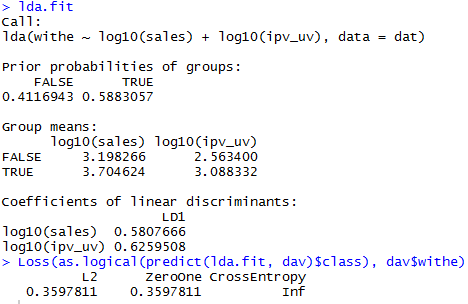 > lda.fit
Call:
lda(withe ~ log10(sales) + log10(ipv_uv), data = dat)
Prior probabilities of groups:
FALSE TRUE
0.4116943 0.5883057
Group means:
log10(sales) log10(ipv_uv)
FALSE 3.198266 2.563400
TRUE 3.704624 3.088332
Coefficients of linear discriminants:
LD1
log10(sales) 0.5807666
log10(ipv_uv) 0.6259508
> Loss(as.logical(predict(lda.fit, dav)$class), dav$withe)
L2 ZeroOne CrossEntropy
0.3597811 0.3597811 Inf